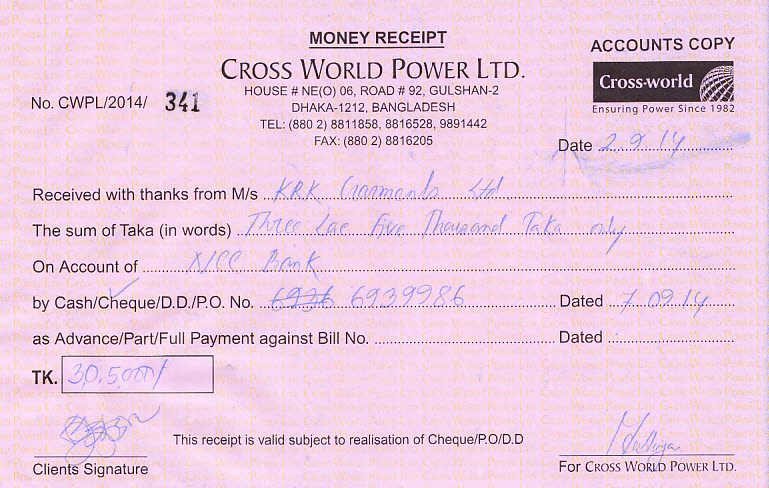 MONEY RECEIPT
ACCOUNTS COPY
CROSS WORLD POWER LTD.
Cross-world
HOUSE # NE(O) 06, ROAD # 92, GULSHAN-2
DHAKA-1212, BANGLADESH
Ensuring Power Since 1982
No. CWPL/2014/ 341
TEL: (880 2) 8811858, 8816528, 9891442
FAX: (880 2) 8816205
Date 2.9.14
Received with thanks from M/s KRK Garments Ltd.
The sum of Taka (in words) Three Lac five Thousand Taka only
On Account of NCC Bank
by Cash/Cheque/D.D./P.O. No. 6939986 Dated 7.09.14
as Advance/Part/Full Payment against Bill No. Dated :
TK. 30,5,000/
This receipt is valid subject to realisation of Cheque/P.O/D.D
Clients Signature
For CROSS WORLD POWER LTD.